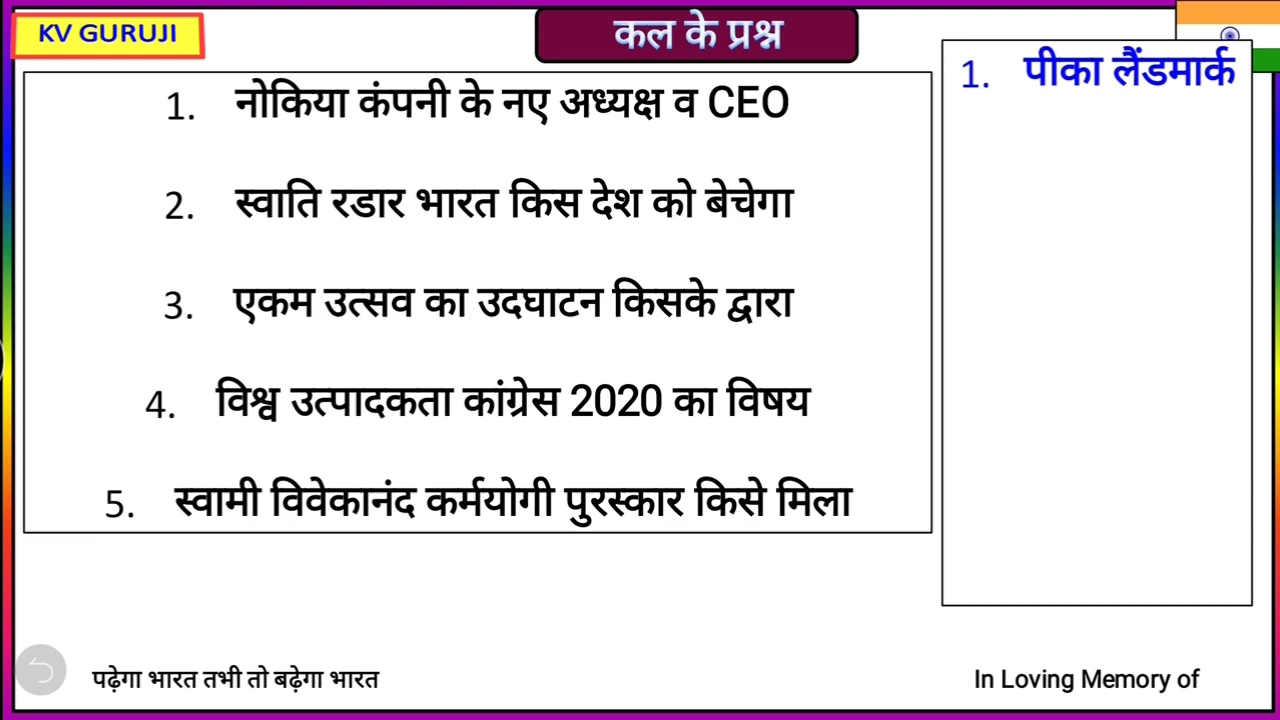 KV GURUJI
कल के प्रश्न
1. नोकिया कंपनी के नए अध्यक्ष व CEO
2. स्वाति रडार भारत किस देश को बेचेगा
3. एकम उत्सव का उदघाटन किसके द्वारा
4. विश्व उत्पादकता कांग्रेस 2020 का विषय
5. स्वामी विवेकानंद कर्मयोगी पुरस्कार किसे मिला
1. पीका लैंडमार्क
पढ़ेगा भारत तभी तो बढ़ेगा भारत
In Loving Memory of